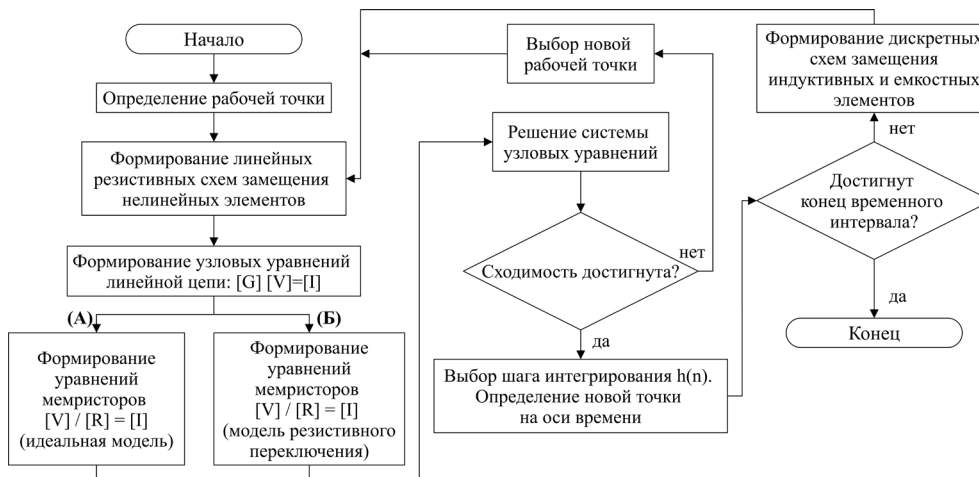 Начало
Определение рабочей точки
Формирование линейных
резистивных схем замещения
нелинейных элементов
Формирование узловых уравнений
линейной цепи: [G] [V]=[I]
(А)
Формирование
уравнений
мемристоров
[V] / [R] = [I]
(идеальная модель)
(Б)
Формирование
уравнений
мемристоров
[V] / [R] = [I]
(модель резистивного
переключения)
Выбор новой
рабочей точки
Решение системы
узловых уравнений
Сходимость достигнута?
нет
да
Выбор шага интегрирования h(n).
Определение новой точки
на оси времени
Формирование дискретных
схем замещения
индуктивных и емкостных
элементов
нет
Достигнут
конец временного
интервала?
да
Конец